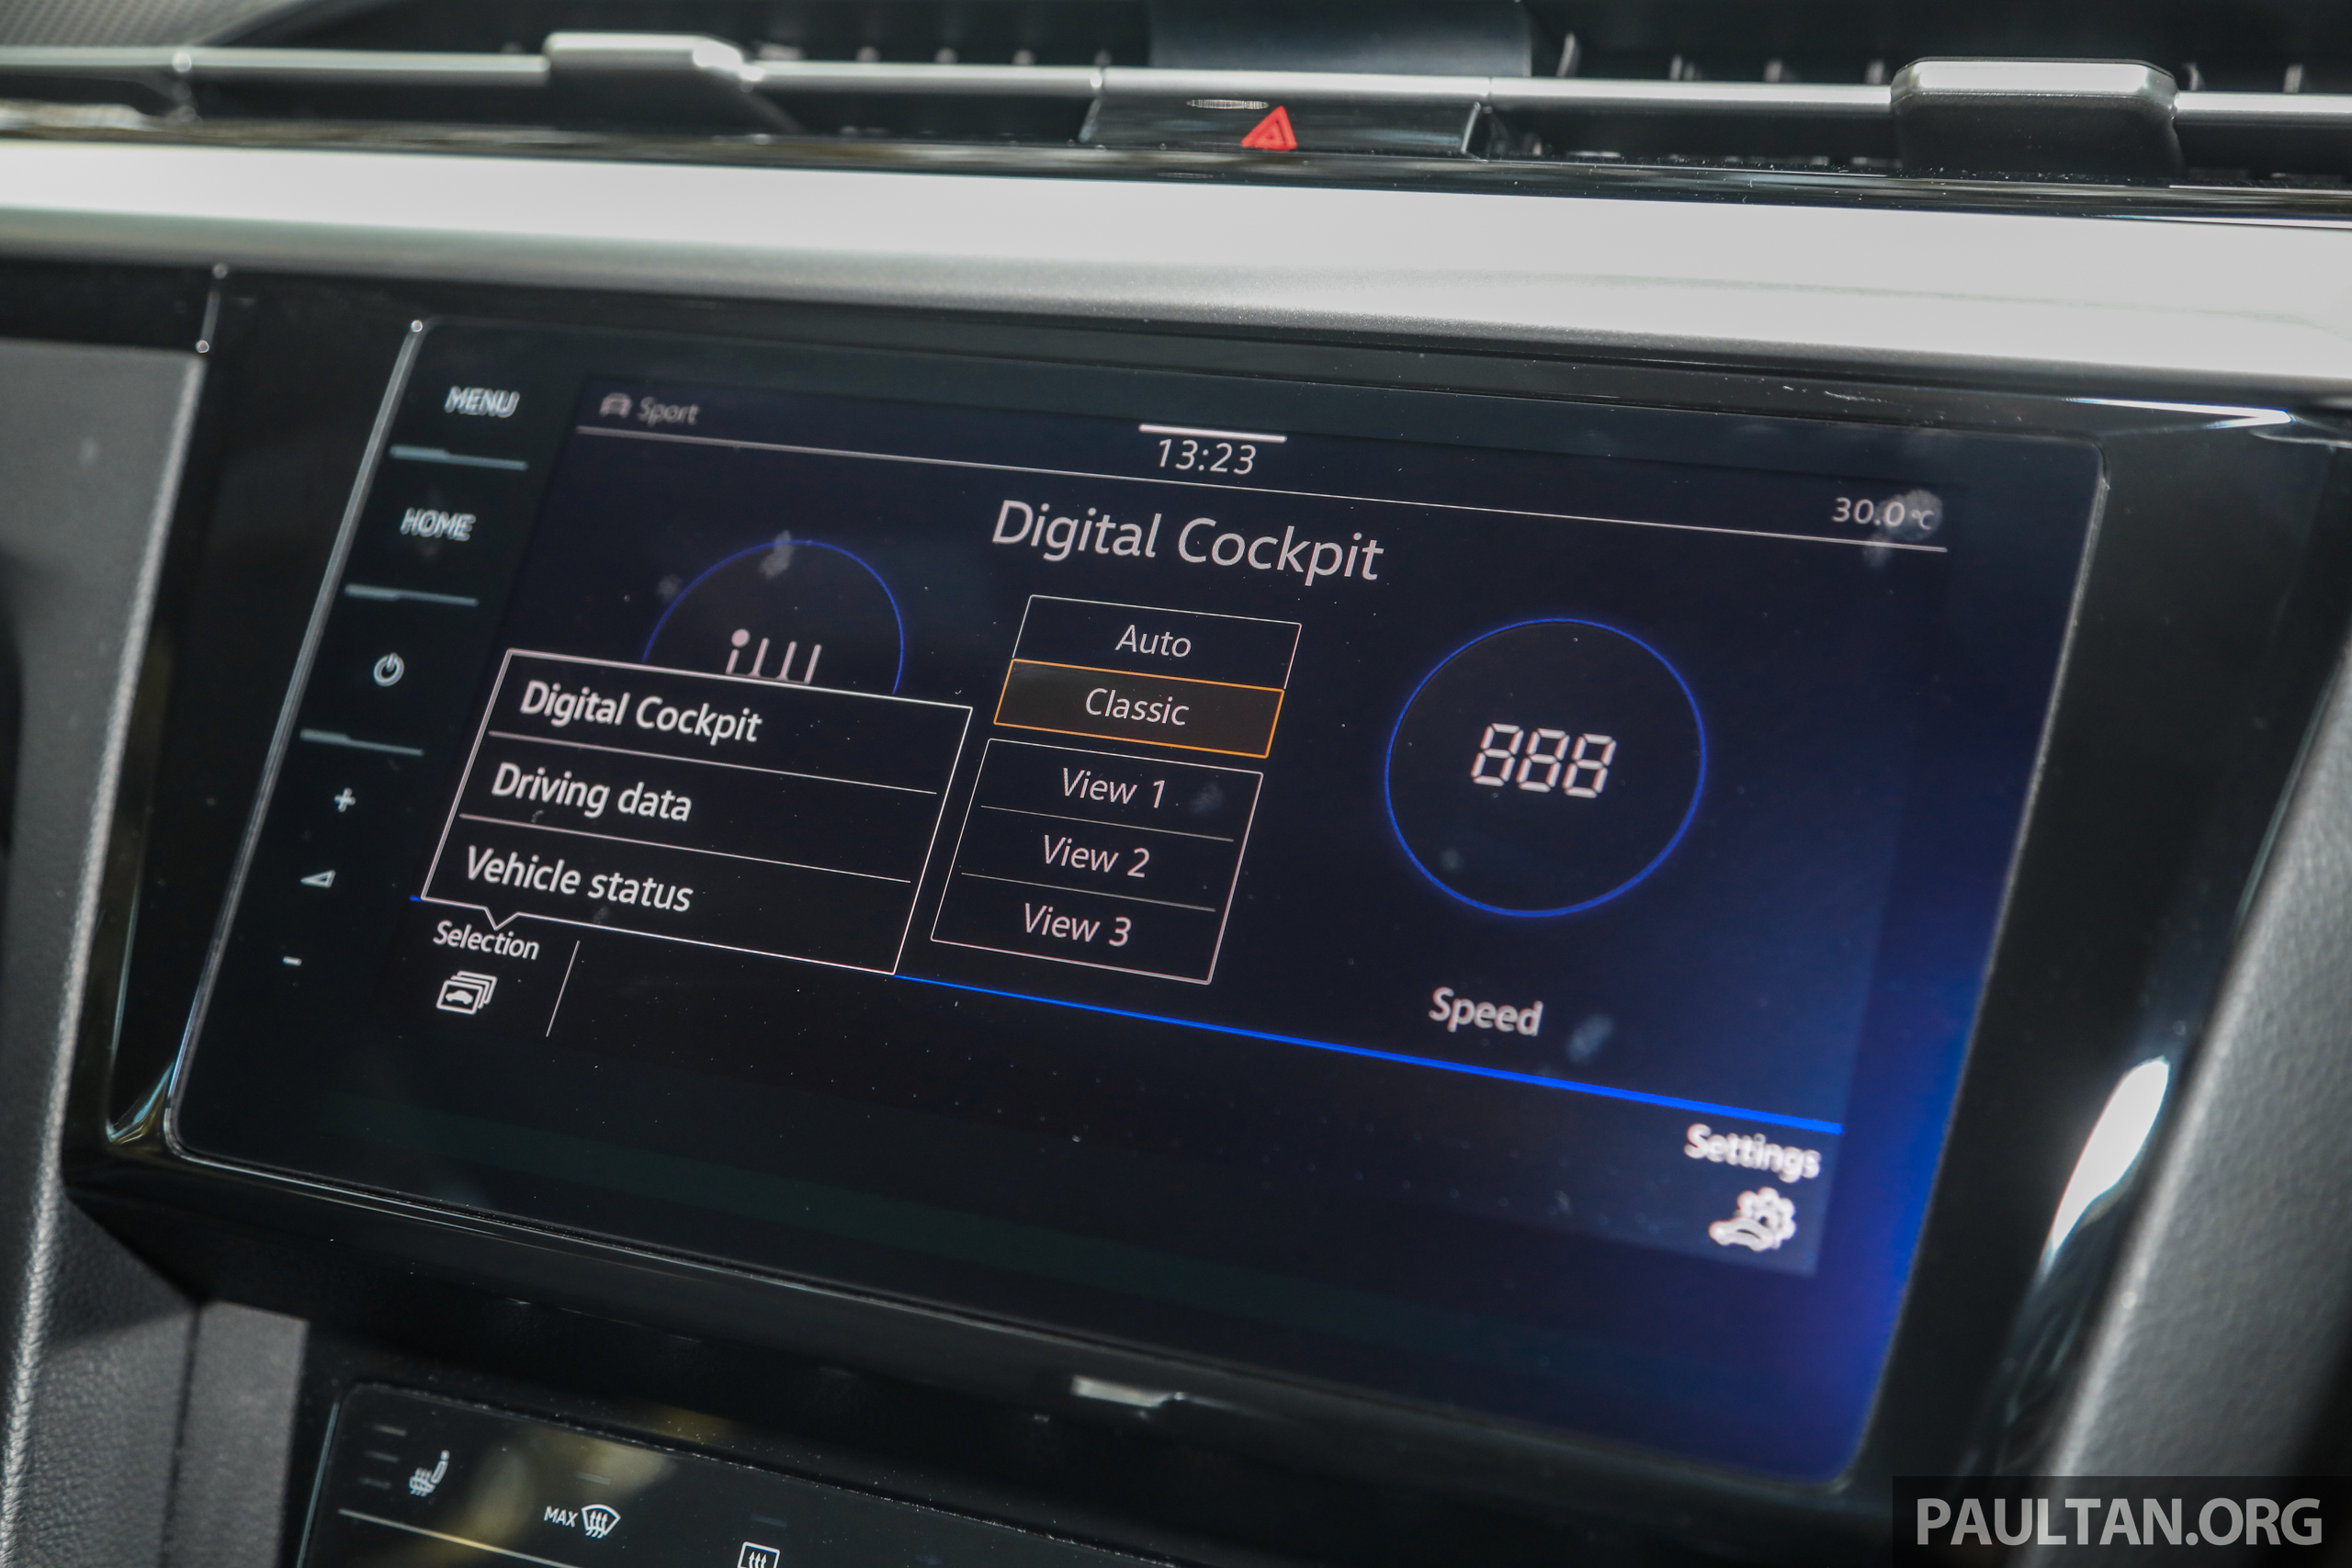 MENU
Sport
13:23
30.0°C
HOME
Digital Cockpit
Auto
Classic
Digital Cockpit
Driving data
Vehicle status
View 1
View 2
View 3
888
+
-
Selection
Speed
Settings
MAX
PAULTAN.ORG